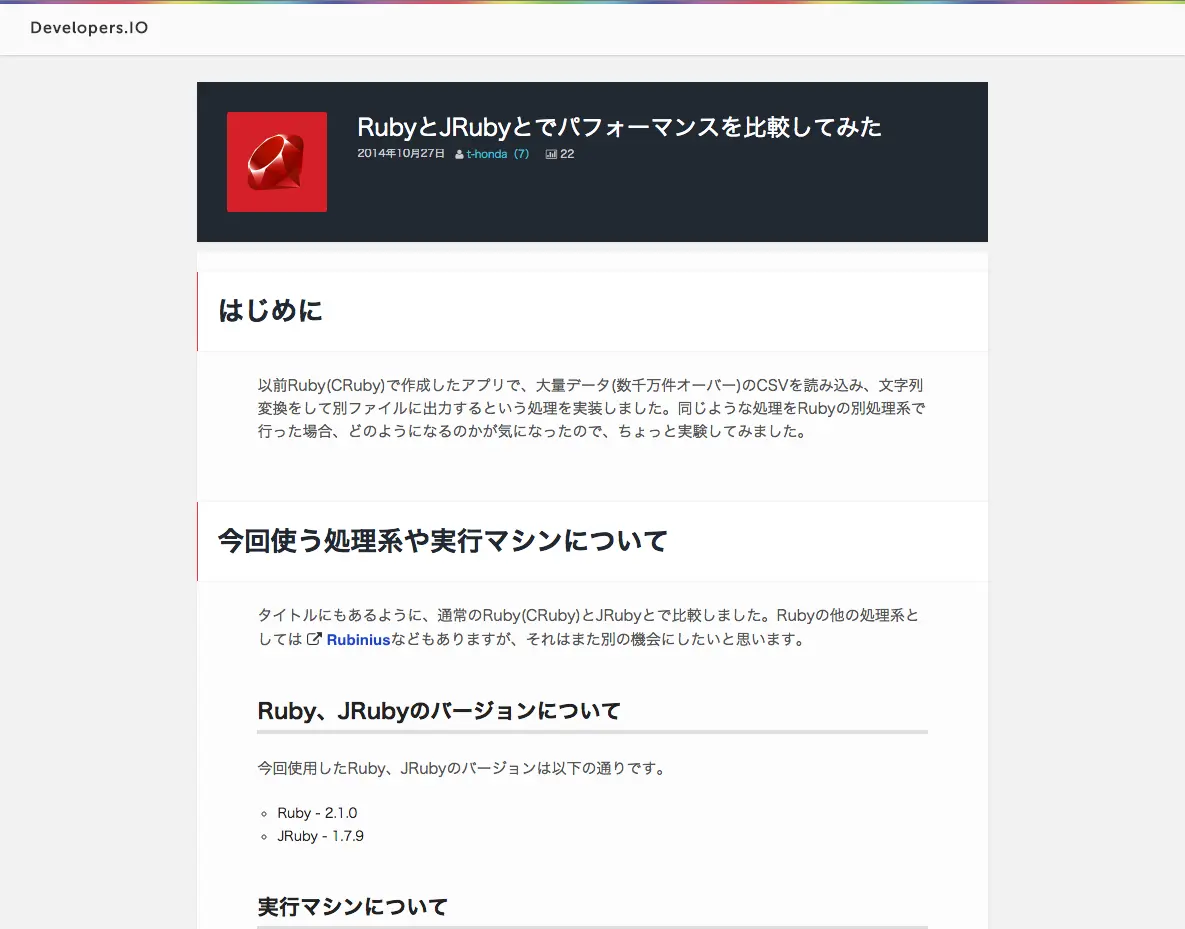 Developers.IO
RubyとJRubyとでパフォーマンスを比較してみた
2014年10月27日 t-honda (7) 22
はじめに
以前Ruby(CRuby)で作成したアプリで、大量データ(数千万件オーバー)のCSVを読み込み、文字列
変換をして別ファイルに出力するという処理を実装しました。同じような処理をRubyの別処理系で
行った場合、どのようになるのかが気になったので、ちょっと実験してみました。
今回使う処理系や実行マシンについて
タイトルにもあるように、通常のRuby(CRuby)とJRubyとで比較しました。Rubyの他の処理系と
しては Rubiniusなどもありますが、それはまた別の機会にしたいと思います。
Ruby、JRubyのバージョンについて
今回使用したRuby、JRubyのバージョンは以下の通りです。
Ruby - 2.1.0
JRuby - 1.7.9
実行マシンについて